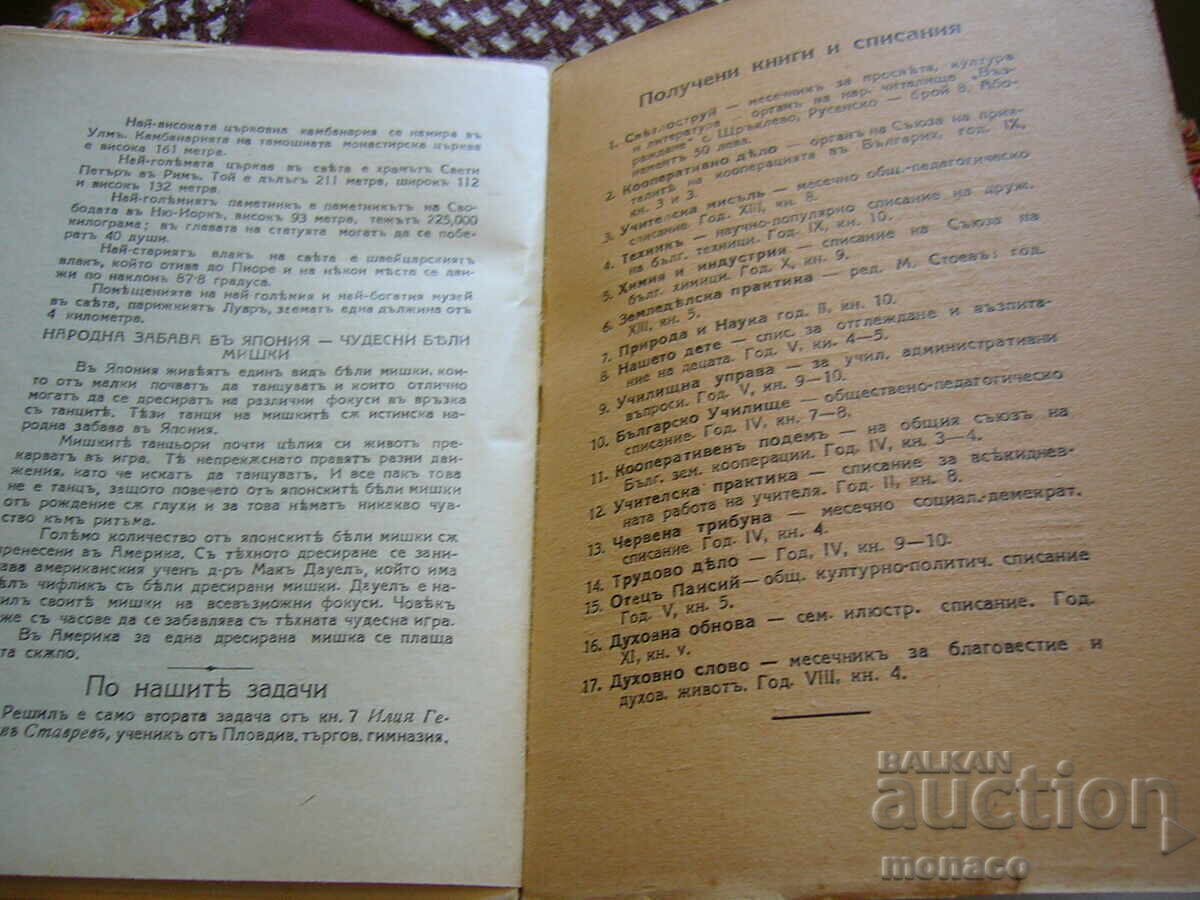 Най-високата църковна камбанария се намира въ
Улмъ. Камбанарията на тамошната монастирска църква
е висока 161 метра.
Най-голѣмата църква въ свѣта е храмътъ Свети
Петъръ в Римъ. Той е дълъгъ 211 метра, широкъ 112
и високъ 132 метра.
Най-голѣмиятъ паметникъ е паметникътъ на Сво-
бодата въ Ню-Йоркъ, високъ 93 метра, тежътъ 225,000
килограма; въ главата на статуята могатъ да се побе-
ратъ 40 души.
Най-стариятъ влакъ на свѣта е швейцарскиятъ
влакъ, който отива до Пиоре и на нѣкои мѣста се дви-
жи по наклонъ 87·8 градуса.
Помѣщенията на най-голѣмия и най-богатия музей
въ свѣта, парижкиятъ Лувръ, заематъ една дължина отъ
4 километра.
НАРОДНА ЗАБАВА ВЪ ЯПОНИЯ — ЧУДЕСНИ БѢЛИ
МИШКИ
Въ Япония живѣятъ единъ видъ бѣли мишки, кои-
то отъ малки почватъ да танцуватъ и които отлично
могатъ да се дресиратъ на различни фокуси въ връзка
съ танцитѣ. Тѣзи танци на мишкитѣ сѫ истинска на-
родна забава въ Япония.
Мишкитѣ танцьори почти цѣлия си животъ пре-
карватъ въ игра. Тѣ непрекѫснато правятъ разни дви-
жения, като че искатъ да танцуватъ. И все пак това
не е танцъ, защото повечето отъ японскитѣ бѣли мишки
отъ рождение сѫ глухи и за това нѣматъ никакво чув-
ство къмъ ритъма.
Голѣмо количество отъ японскитѣ бѣли мишки сѫ
пренесени въ Америка. Съ тѣхното дресиране се зани-
ава американския ученъ д-ръ Макъ Дауелъ, който има
ѣлъ чифликъ съ бѣли дресирани мишки. Дауелъ е на-
илъ своитѣ мишки на всевъзможни фокуси. Човѣкъ
же съ часове да се забавлява съ тѣхната чудесна игра.
Въ Америка за една дресирана мишка се плаща
та скѫпо.
По нашитѣ задачи
Решилъ е само втората задача отъ кн. 7 Илия Ге-
въ Ставревъ, ученикъ отъ Пловдив. търгов. гимназия.
Получени книги и списания
1. Свѣтлоструй — месечникъ за просвѣта, култура
и литература — органъ на нар. читалище "Въз-
раждане" с. Щръклево, Русенско — брой 8. Або-
наментъ 50 лева.
2. Кооперативно дѣло — органъ на Съюза на прия-
телитѣ на кооперацията въ България, год. IX,
кн. 3 и 3.
3. Учителска мисъль — месечно общ.-педагогическо
списание. Год. XIII, кн. 8.
4. Техникъ — научно-популярно списание на друж.
на бълг. техници. Год. IX, кн. 10.
5. Химия и индустрия — списание на Съюза на
бълг. химици. Год. X, кн. 9.
6. Земледѣлска практика — ред. М. Стоевъ: год.
XIII, кн. 5.
7. Природа и Наука год. II, кн. 10.
8. Нашето дете — спис. за отглеждане и възпита-
ние на децата. Год. V, кн. 4—5.
9. Училищна управа — за учил. административни
въпроси. Год. V, кн. 9—10.
10. Българско Училище — обществено-педагогическо
списание. Год. IV, кн. 7—8.
11. Кооперативенъ подемъ — на общия съюзъ на
Бълг. зем. кооперации. Год. IV, кн. 3—4.
12. Учителска практика — списание за всѣкиднев-
ната работа на учителя. Год. II, кн. 8.
13. Червена трибуна — месечно социал.-демократ.
списание. Год. IV, кн. 4.
14. Трудово дѣло — Год, IV, кн. 9—10.
15. Отецъ Паисий — общ. културно-политич. списание
Год. V, кн. 5.
16. Духовна обнова — сем. илюстр. списание. Год.
XI, кн. v.
17. Духовно слово — месечникъ за благовестие и
духов. животъ. Год. VIII, кн. 4.
BALKAN
auction
monaco